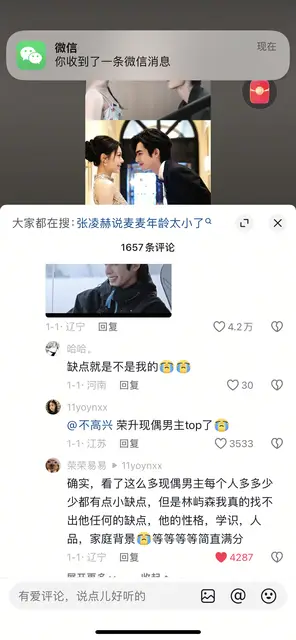 微信
现在
你收到了一条微信消息
大家都在搜：张凌赫说麦麦年龄太小了
1657条评论
1-1· 辽宁 回复 4.2万
哈哈。
缺点就是不是我的😭😭
1-1· 河南 回复 30
11yoynxx
@不高兴 荣升现偶男主top了😭
1-1· 江苏 回复 3533
荣荣易易 ▶ 11yoynxx
确实，看了这么多现偶男主每个人多多少
少都有点小缺点，但是林屿森我真的找不
出他任何的缺点，他的性格，学识，人
品，家庭背景😭等等等等简直满分
1-1· 辽宁 回复 4287
有爱评论，说点儿好听的